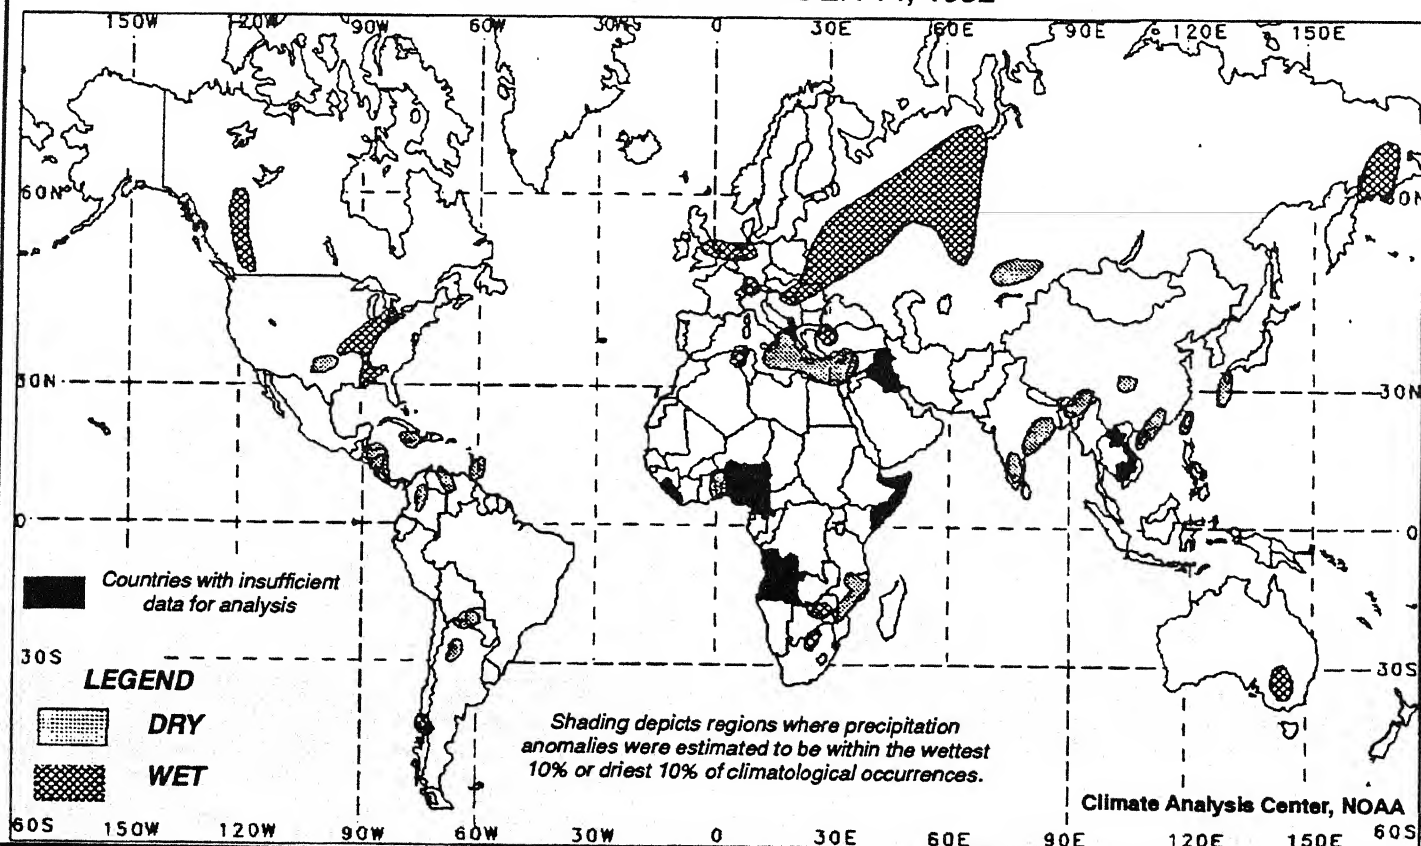 150W 120W 90W 60W 30W 0 30E 60E 90E 120E 150E
60N
30N 30N
0 0
Countries with insufficient
data for analysis
30S 30S
LEGEND
DRY
WET
Shading depicts regions where precipitation
anomalies were estimated to be within the wettest
10% or driest 10% of climatological occurrences.
Climate Analysis Center, NOAA
60S 150W 120W 90W 60W 30W 0 30E 60E 90E 120E 150E 60S